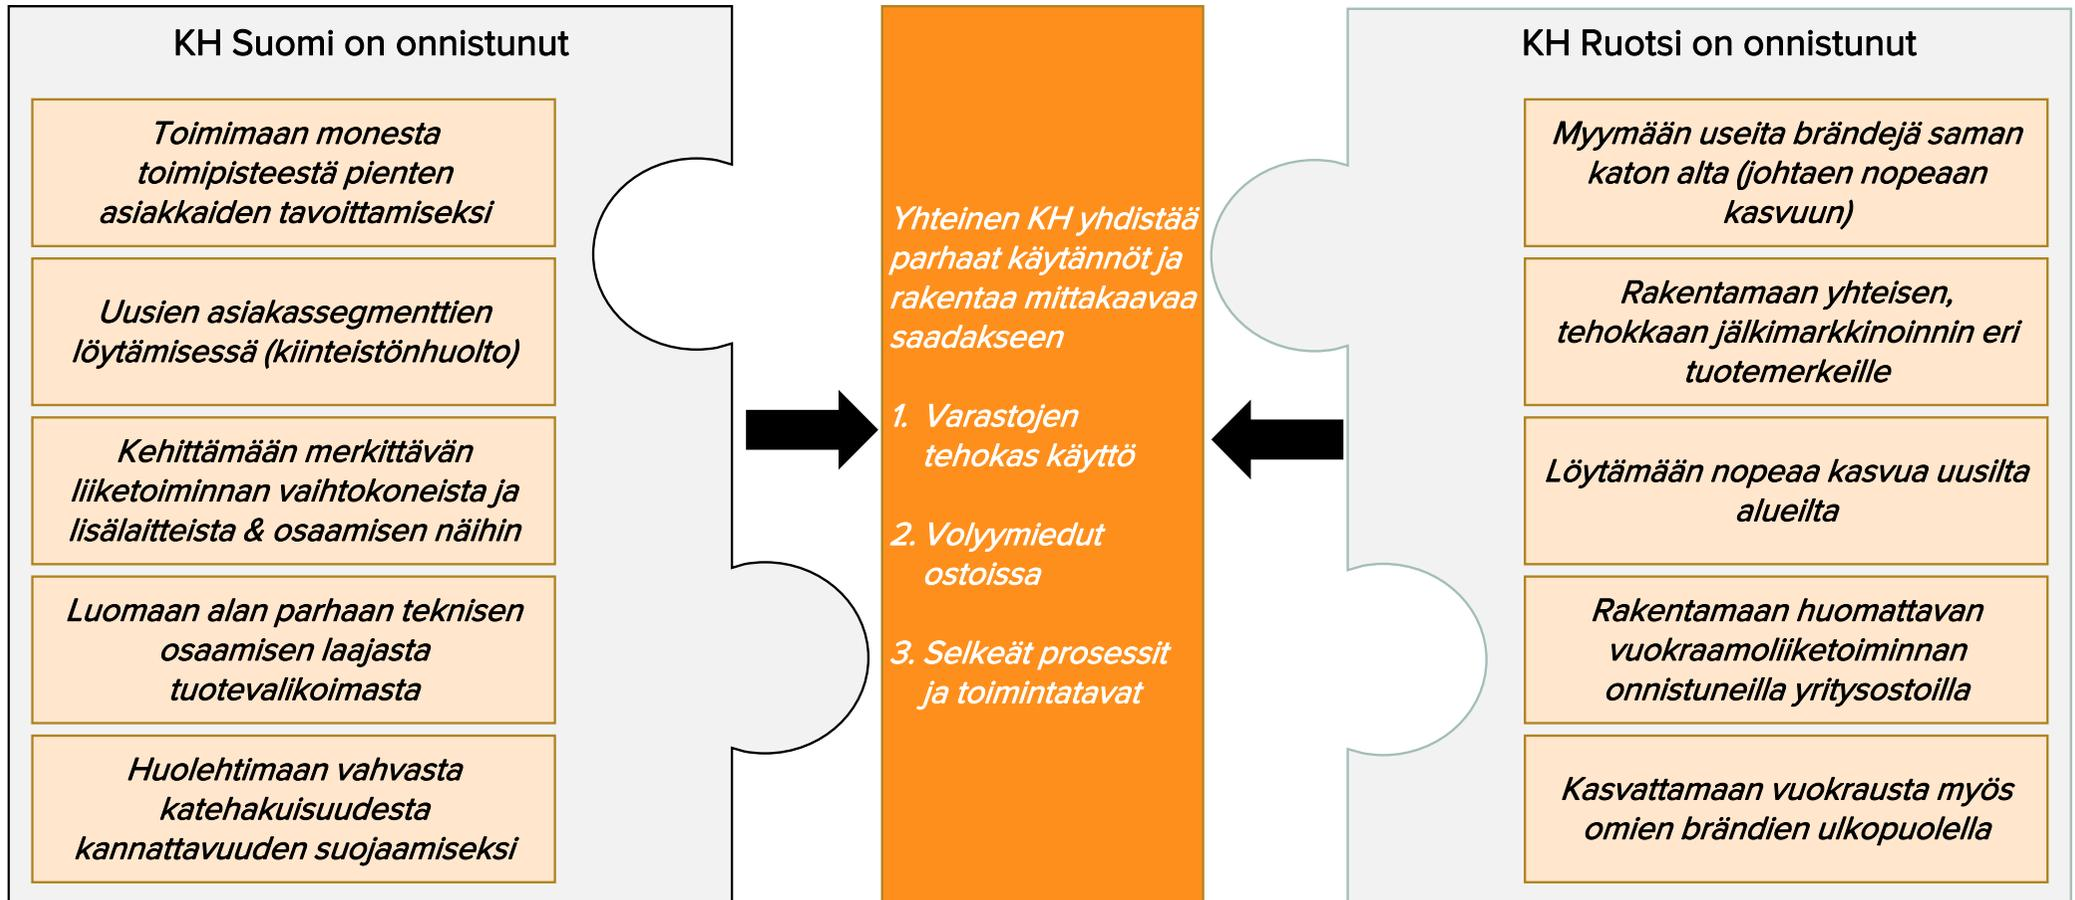 KH Suomi on onnistunut
Toimimaan monesta
toimipisteestä pienten
asiakkaiden tavoittamiseksi
Uusien asiakassegmenttien
löytämisessä (kiinteistönhuolto)
Kehittämään merkittävän
liiketoiminnan vaihtokoneista ja
lisälaitteista & osaamisen näihin
Luomaan alan parhaan teknisen
osaamisen laajasta
tuotevalikoimasta
Huolehtimaan vahvasta
katehakuisuudesta
kannattavuuden suojaamiseksi
Yhteinen KH yhdistää
parhaat käytännöt ja
rakentaa mittakaavaa
saadakseen
1. Varastojen
tehokas käyttö
2. Volyymiedut
ostoissa
3. Selkeät prosessit
ja toimintatavat
KH Ruotsi on onnistunut
Myymään useita brändejä saman
katon alta (johtaen nopeaan
kasvuun)
Rakentamaan yhteisen,
tehokkaan jälkimarkkinoinnin eri
tuotemerkeille
Löytämään nopeaa kasvua uusilta
alueilta
Rakentamaan huomattavan
vuokraamoliiketoiminnan
onnistuneilla yritysostoilla
Kasvattamaan vuokrausta myös
omien brändien ulkopuolella